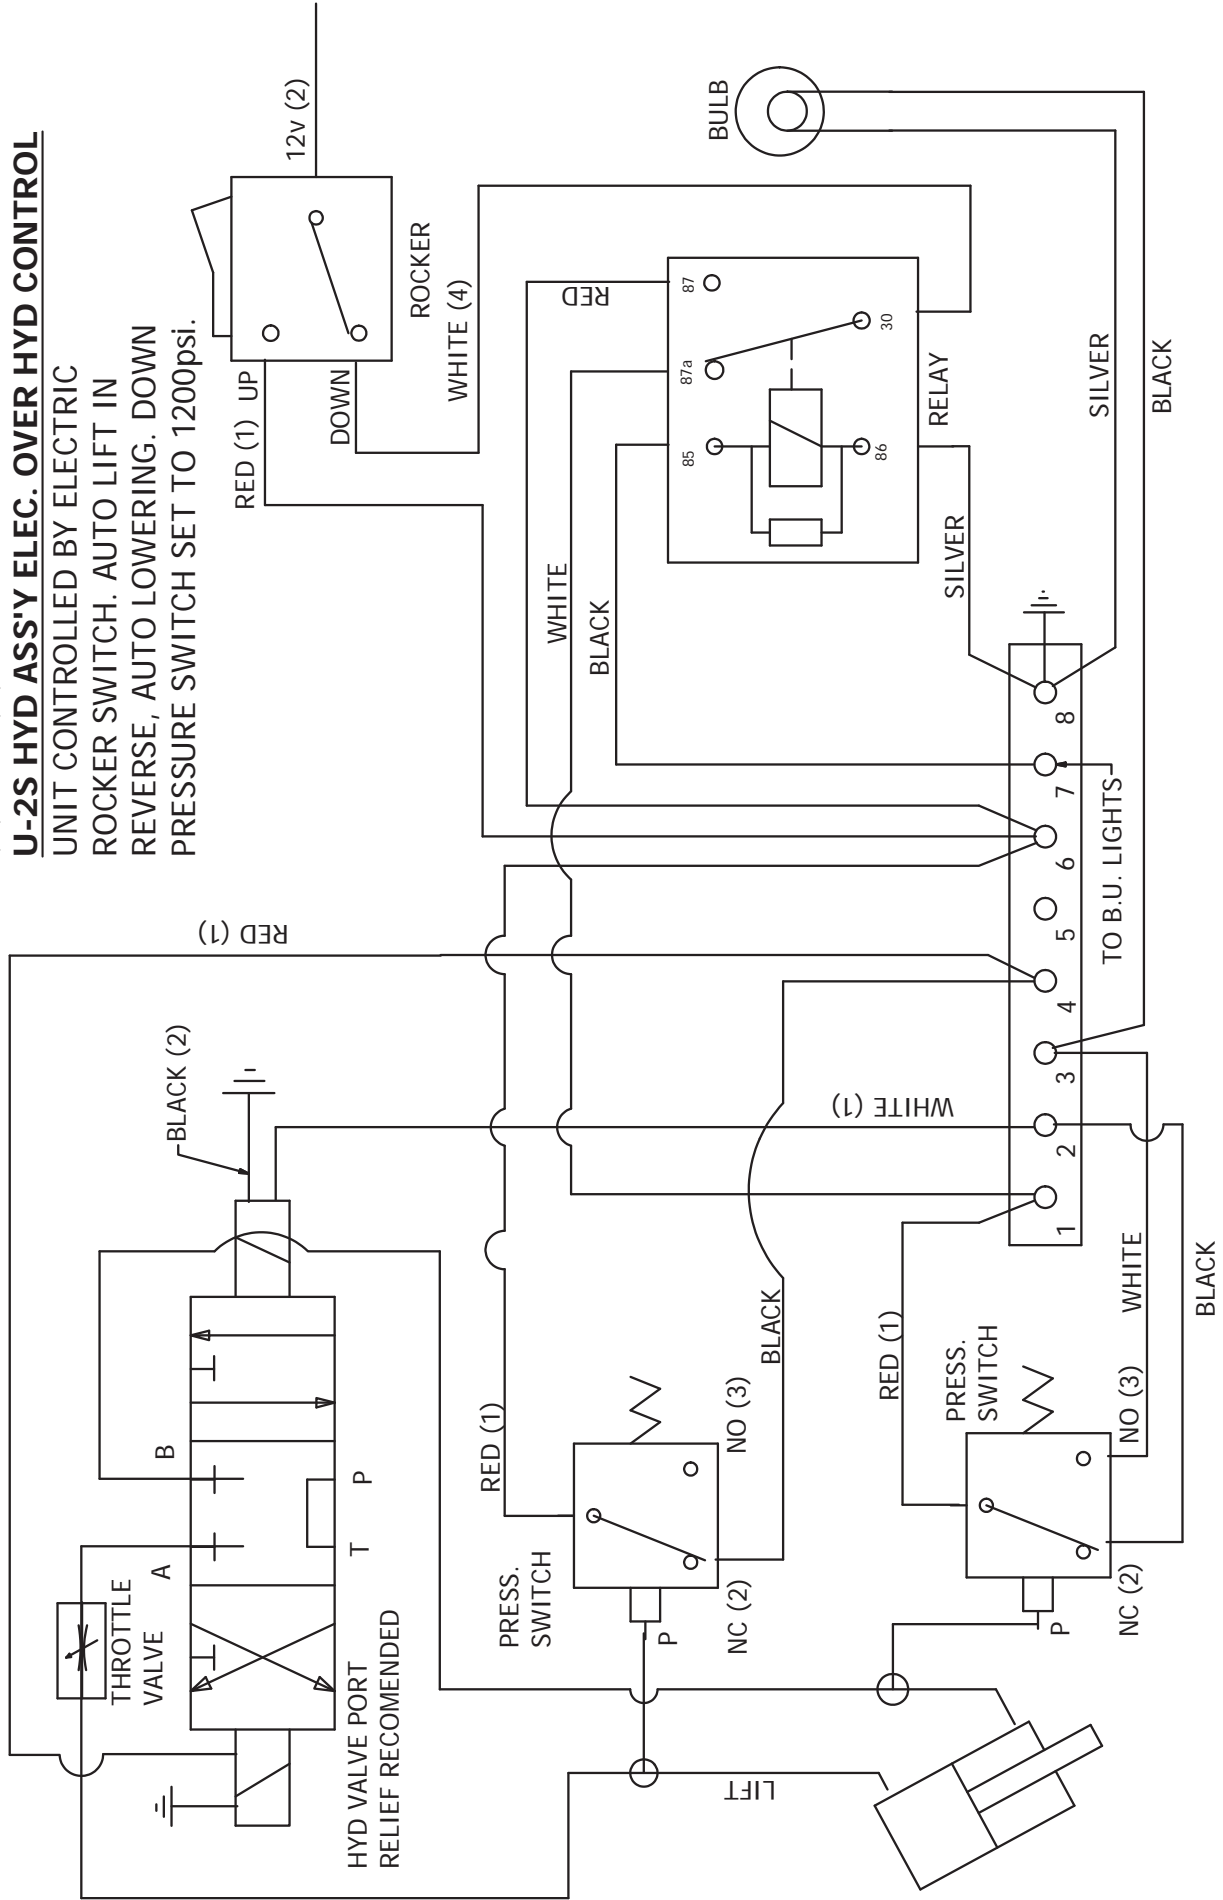 U-2S HYD ASS'Y ELEC. OVER HYD CONTROL
UNIT CONTROLLED BY ELECTRIC
ROCKER SWITCH. AUTO LIFT IN
REVERSE, AUTO LOWERING. DOWN
PRESSURE SWITCH SET TO 1200psi.
12v (2)
ROCKER
RED (1) UP
DOWN
WHITE (4)
BULB
RED
87
87a
85
30
86
RELAY
WHITE
BLACK
SILVER
SILVER
BLACK
RED (1)
BLACK (2)
WHITE (1)
TO B.U. LIGHTS
8
7
6
5
4
3
2
1
THROTTLE
VALVE
A
B
T
P
HYD VALVE PORT
RELIEF RECOMENDED
RED (1)
PRESS.
SWITCH
P
NC (2)
NO (3)
BLACK
RED (1)
PRESS.
SWITCH
P
NC (2)
NO (3)
WHITE
BLACK
LIFT